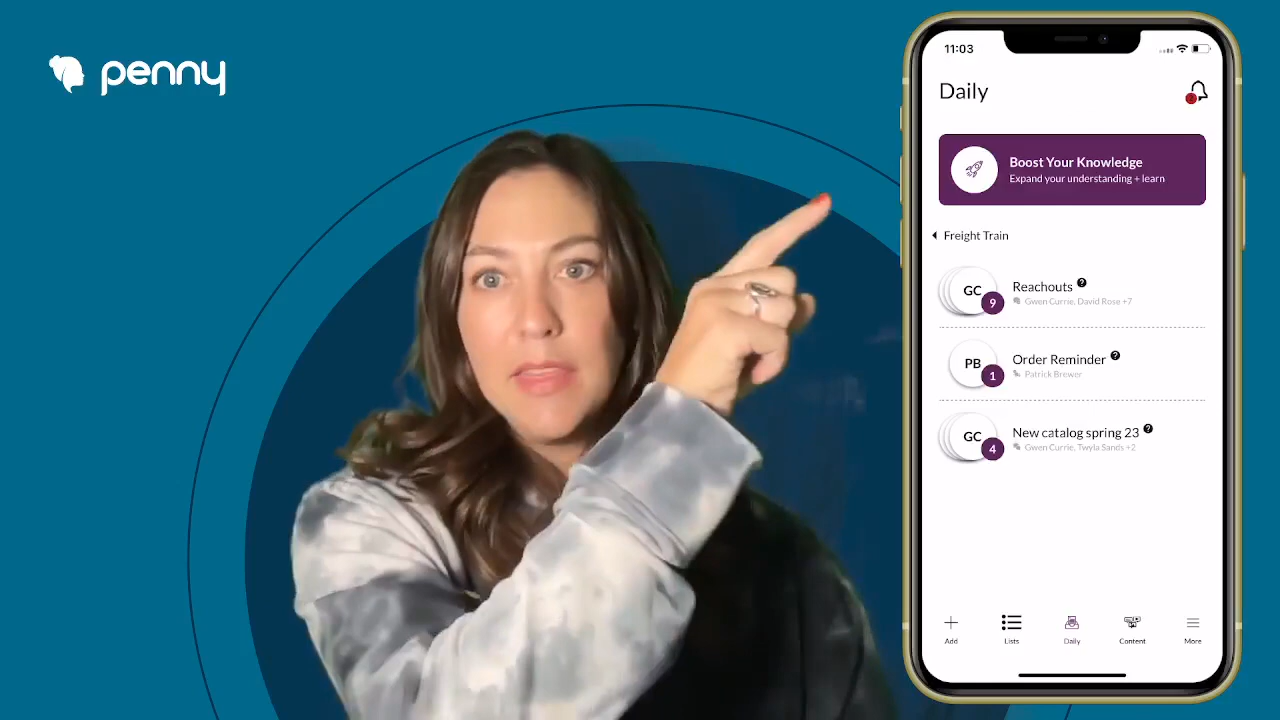 penny
11:03
Daily
Boost Your Knowledge
Expand your understanding + learn
Freight Train
GC
9
Reachouts ?
Gwen Currie, David Rose +7
PB
1
Order Reminder ?
Patrick Brewer
GC
4
New catalog spring 23 ?
Gwen Currie, Twyla Sands +2
Add
Lists
Daily
Content
More